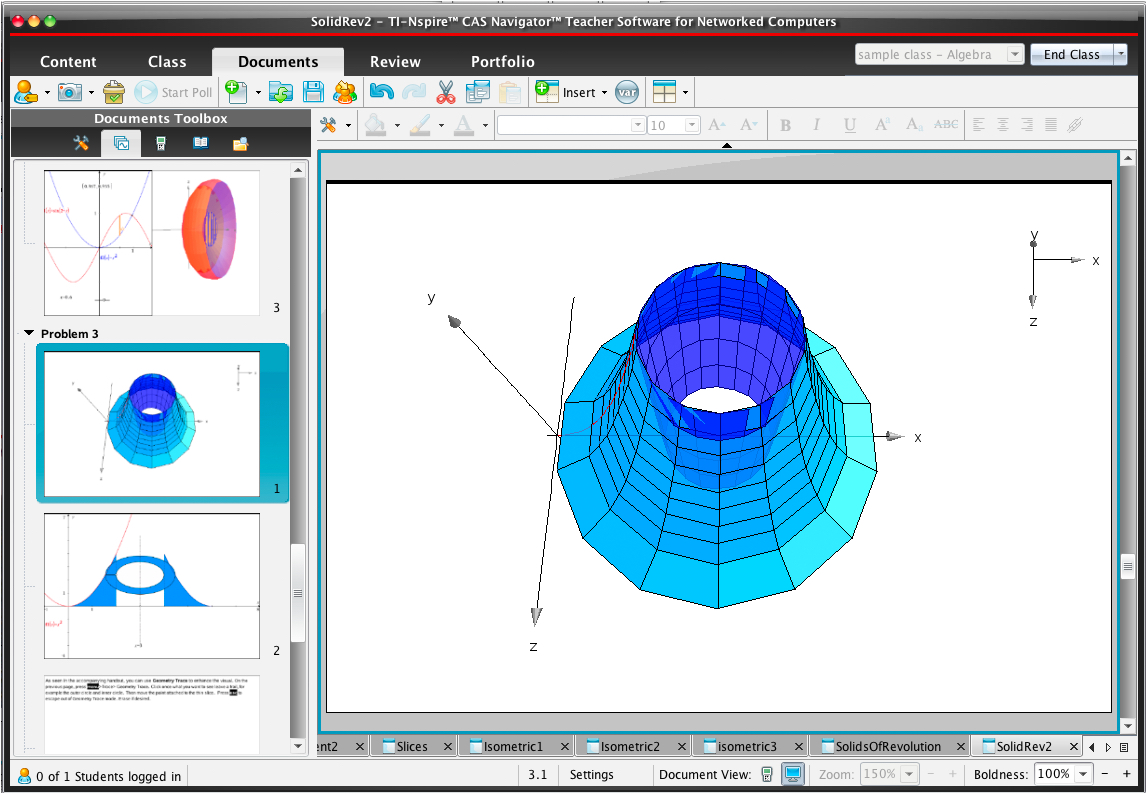 SolidRev2 – TI-Nspire™ CAS Navigator™ Teacher Software for Networked Computers
Content Class Documents Review Portfolio
sample class – Algebra End Class
Start Poll Insert var
Documents Toolbox
10 A A A B I U A A ABC
3
Problem 3
1
2
As seen in the accompanying handout, you can use Geometry Trace to enhance the visual. On the
y
x
z
y
x
z
ent2 Slices Isometric1 Isometric2 isometric3 SolidsOfRevolution SolidRev2
0 of 1 Students logged in 3.1 Settings Document View: Zoom: 150% – + Boldness: 100% – +